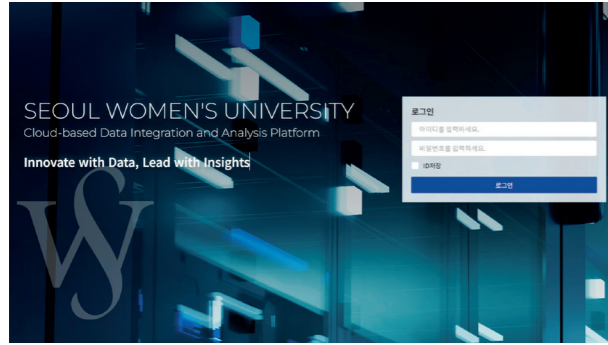 SEOUL WOMEN'S UNIVERSITY
Cloud-based Data Integration and Analysis Platform
Innovate with Data, Lead with Insights
로그인
아이디를 입력하세요.
비밀번호를 입력하세요.
ID저장
로그인